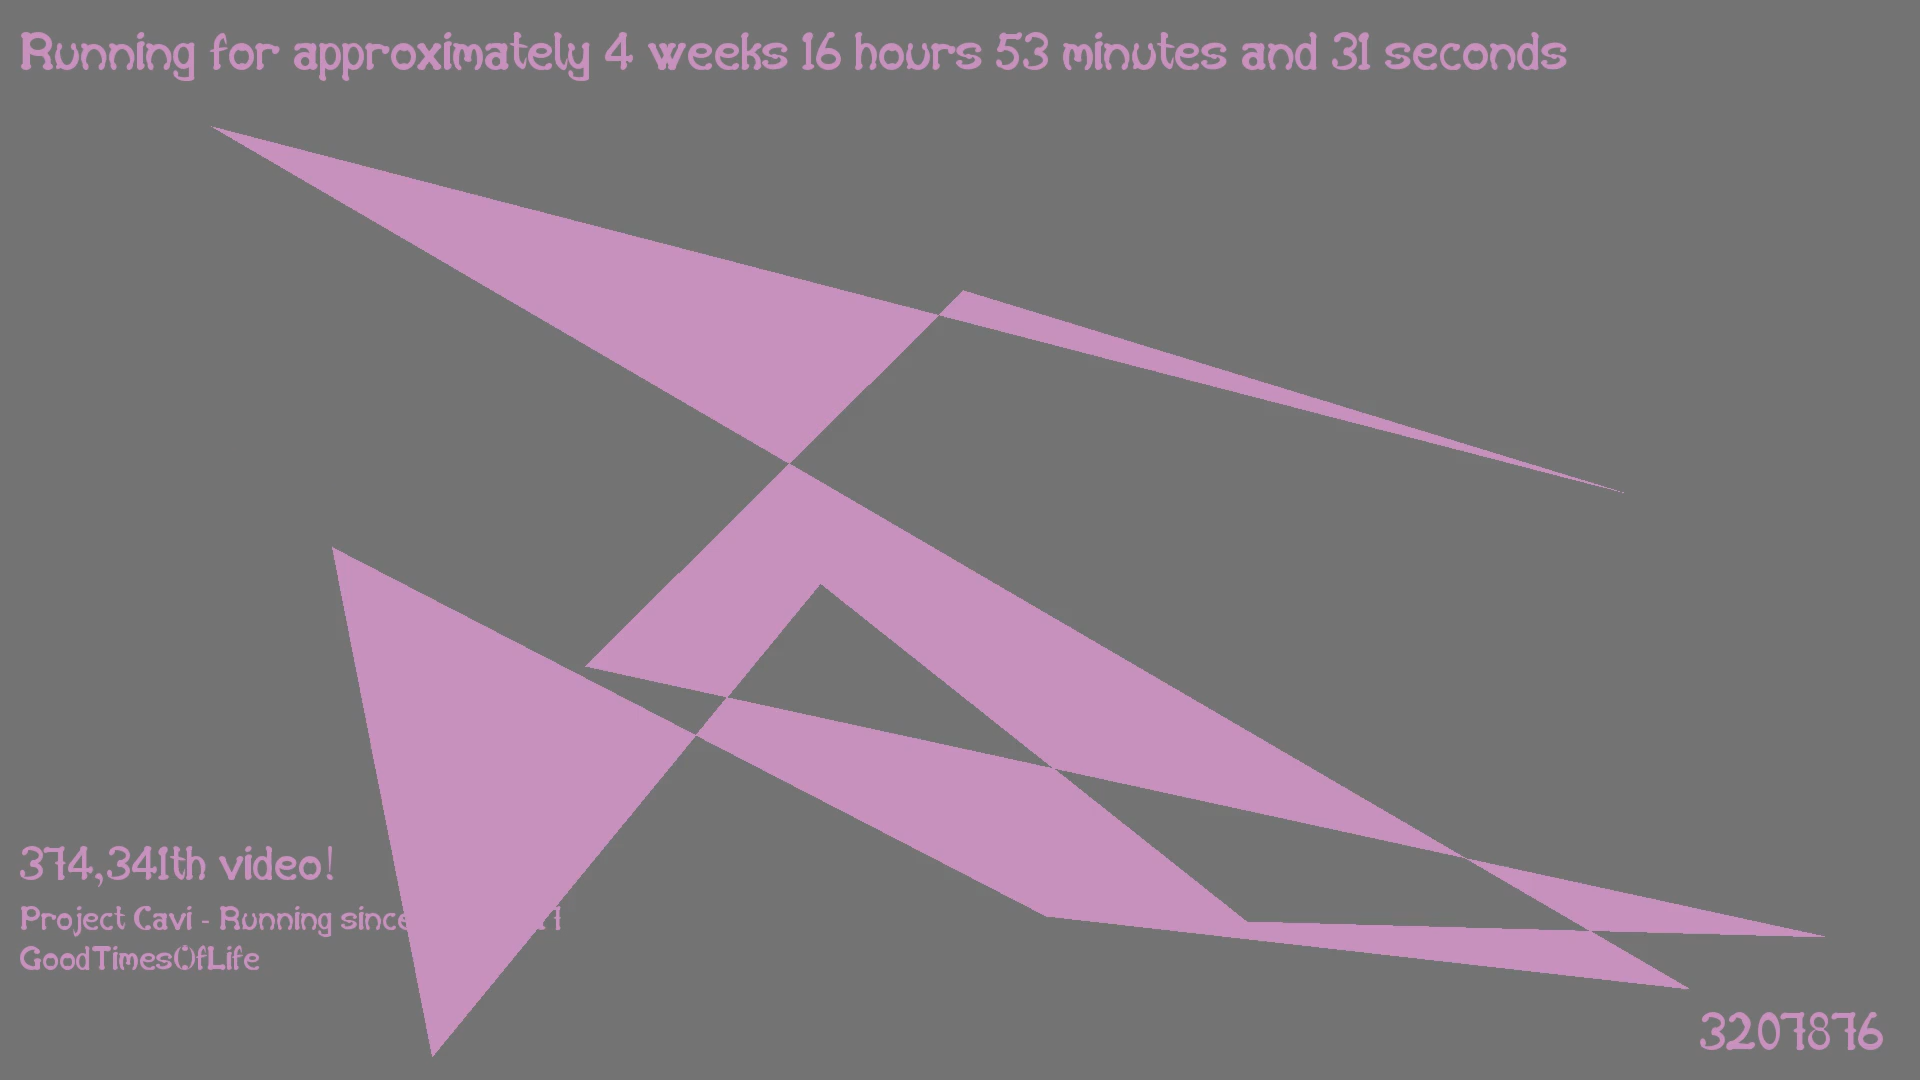 Running for approximately 4 weeks 16 hours 53 minutes and 31 seconds
374,341th video!
Project Cavi - Running since
GoodTimesOfLife
3207876